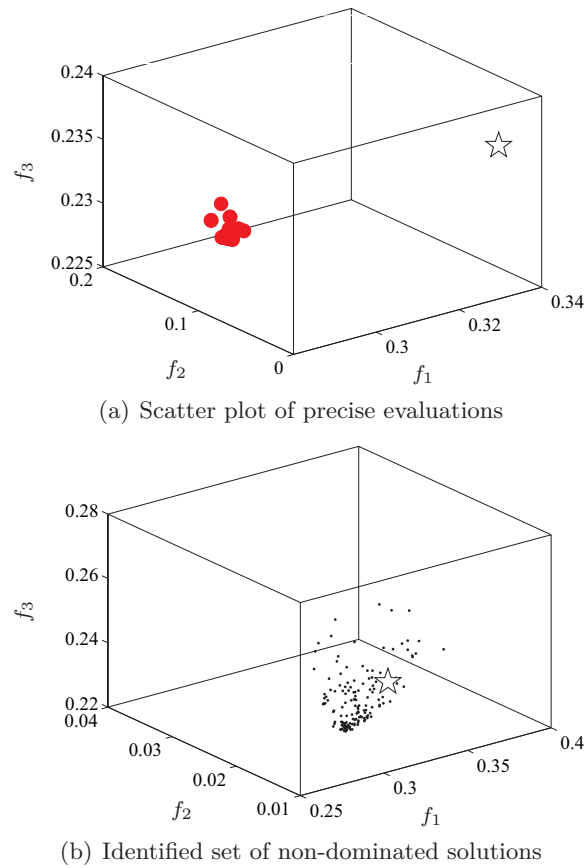 0.24
0.235
0.23
0.225
f3
0.2
0.1
0
f2
0.3
0.32
0.34
f1
(a) Scatter plot of precise evaluations
0.28
0.26
0.24
0.22
f3
0.04
0.03
0.02
0.01
f2
0.25
0.3
0.35
0.4
f1
(b) Identified set of non-dominated solutions